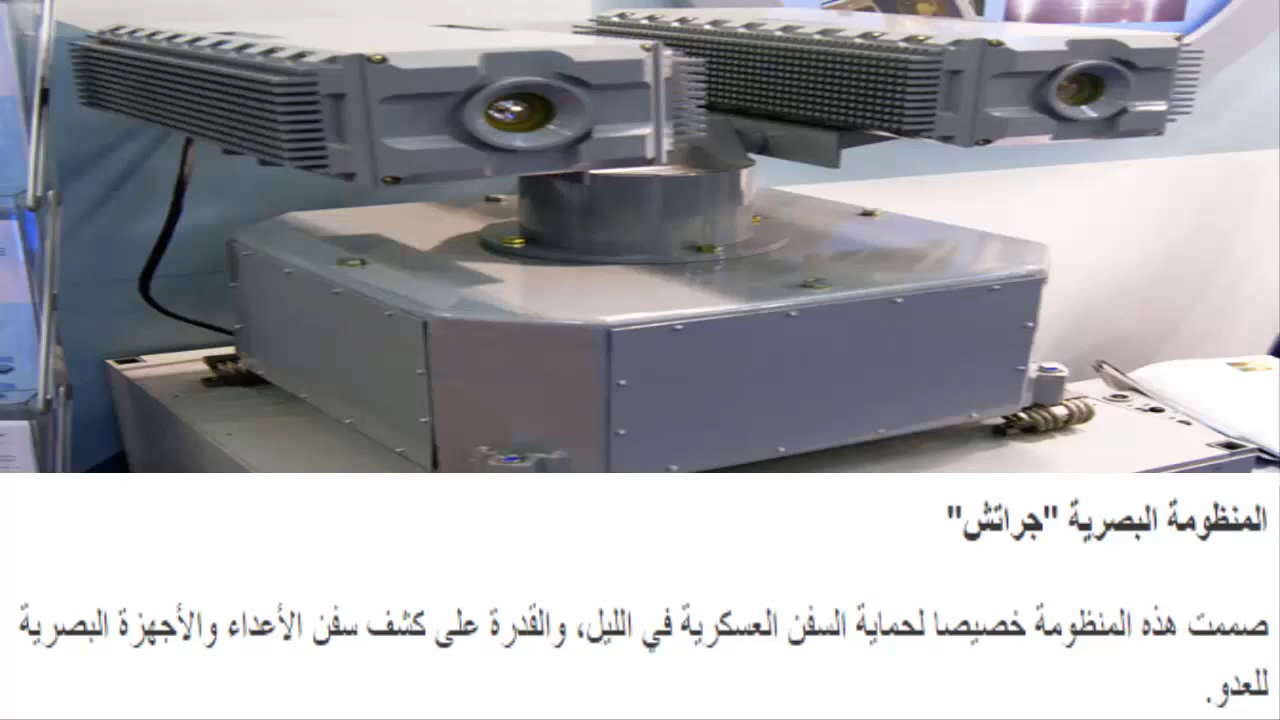 المنظومة البصرية "جراتش"
صممت هذه المنظومة خصيصا لحماية السفن العسكرية في الليل، والقدرة على كشف سفن الأعداء والأجهزة البصرية
للعدو.